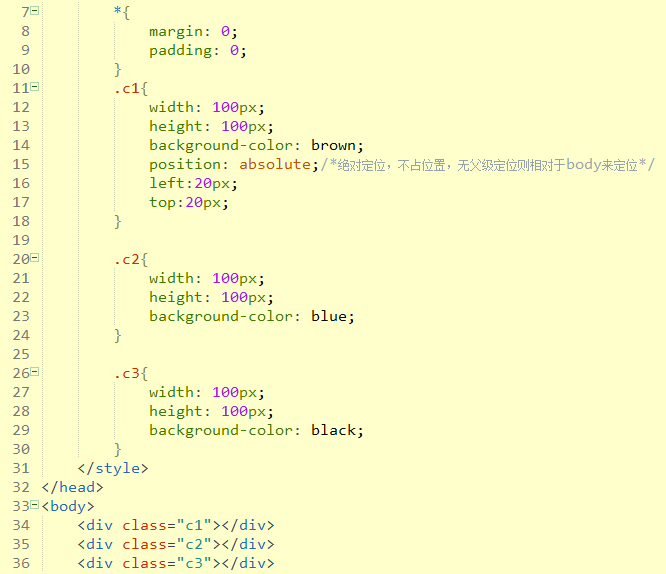 7 *{
8 margin: 0;
9 padding: 0;
10 }
11 .c1{
12 width: 100px;
13 height: 100px;
14 background-color: brown;
15 position: absolute;/*绝对定位，不占位置，无父级定位则相对于body来定位*/
16 left:20px;
17 top:20px;
18 }
19
20 .c2{
21 width: 100px;
22 height: 100px;
23 background-color: blue;
24 }
25
26 .c3{
27 width: 100px;
28 height: 100px;
29 background-color: black;
30 }
31 </style>
32 </head>
33 <body>
34 <div class="c1"></div>
35 <div class="c2"></div>
36 <div class="c3"></div>